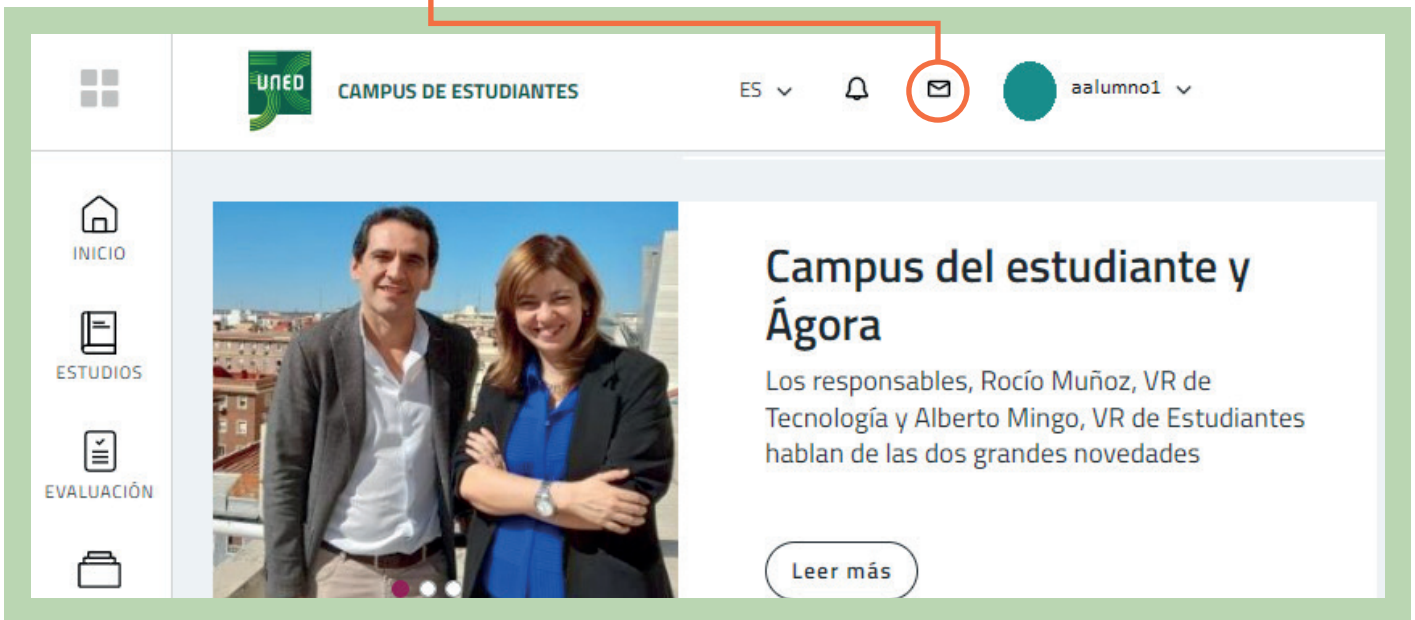 UNED
CAMPUS DE ESTUDIANTES
ES
aalumno1
INICIO
ESTUDIOS
EVALUACIÓN
Campus del estudiante y
Ágora
Los responsables, Rocío Muñoz, VR de
Tecnología y Alberto Mingo, VR de Estudiantes
hablan de las dos grandes novedades
Leer más